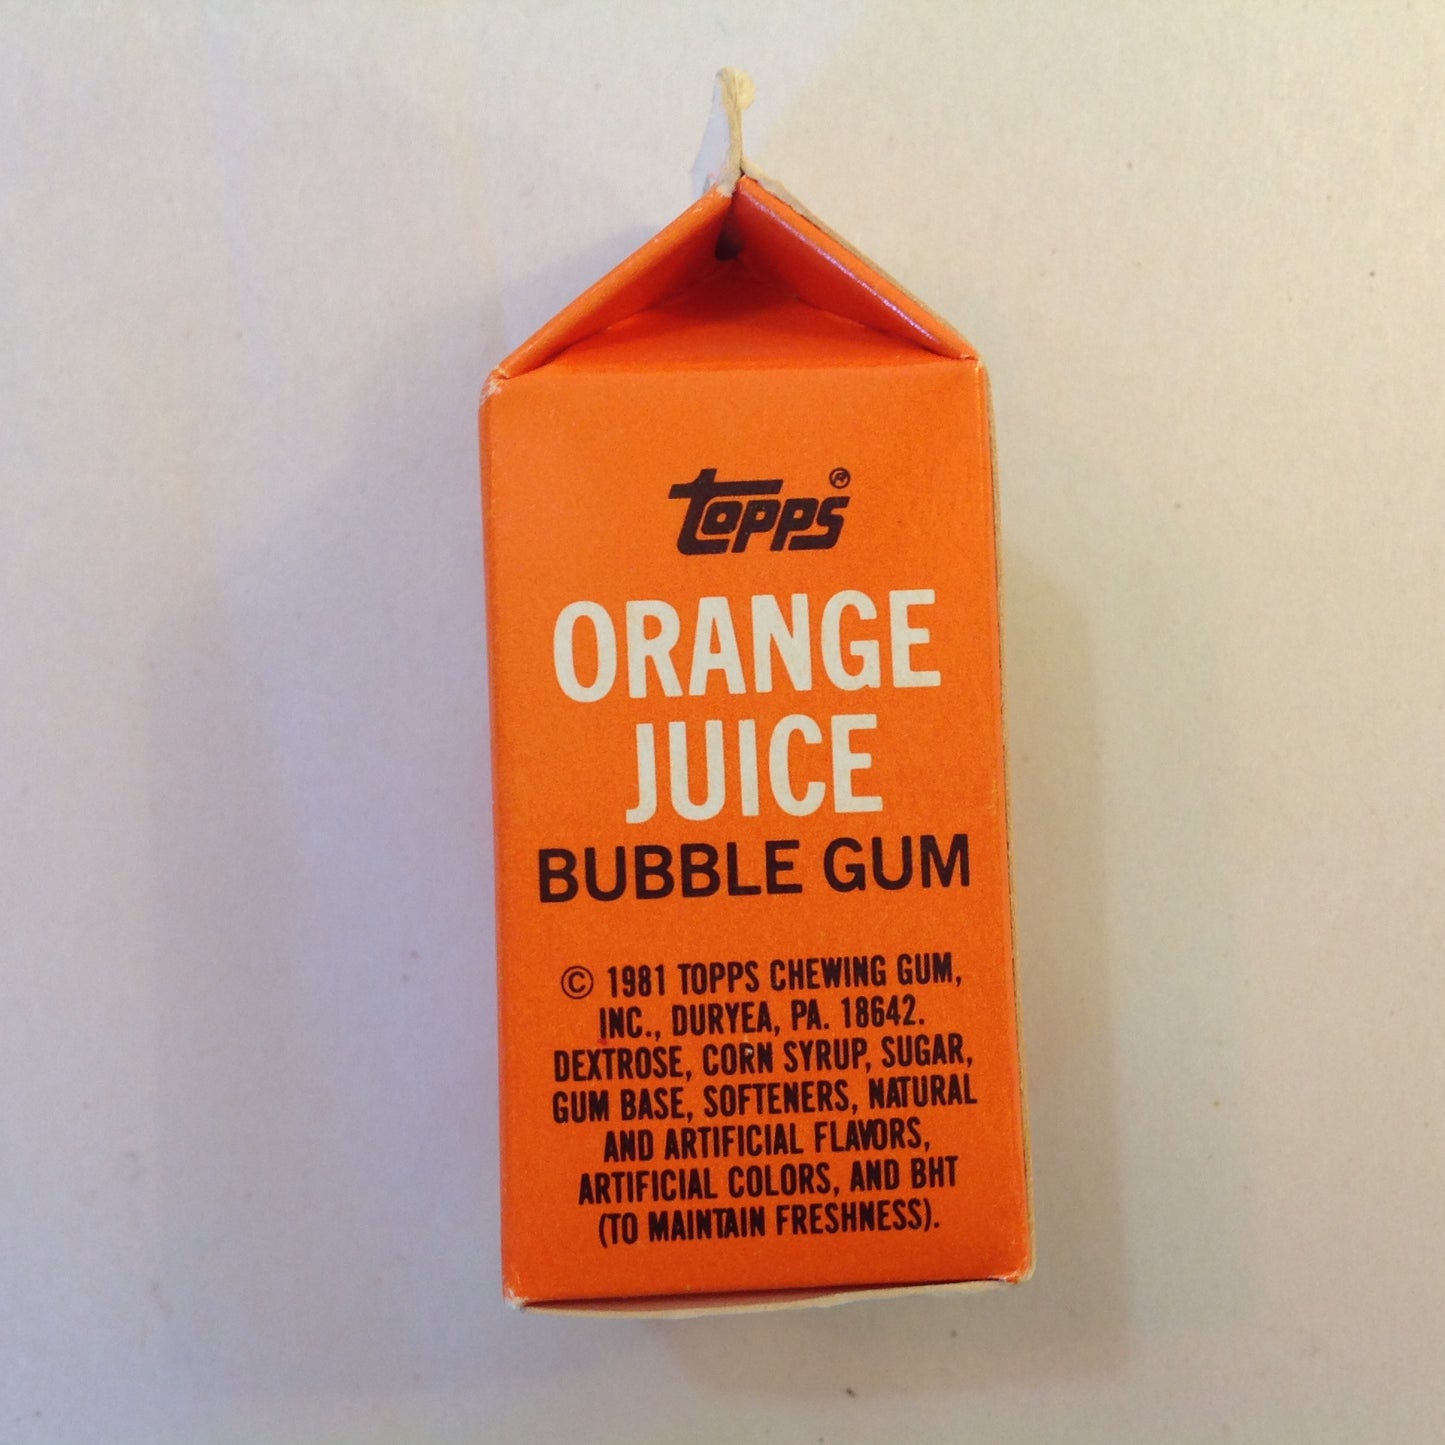 topps®
ORANGE
JUICE
BUBBLE GUM
© 1981 TOPPS CHEWING GUM,
INC., DURYEA, PA. 18642.
DEXTROSE, CORN SYRUP, SUGAR,
GUM BASE, SOFTENERS, NATURAL
AND ARTIFICIAL FLAVORS,
ARTIFICIAL COLORS, AND BHT
(TO MAINTAIN FRESHNESS).